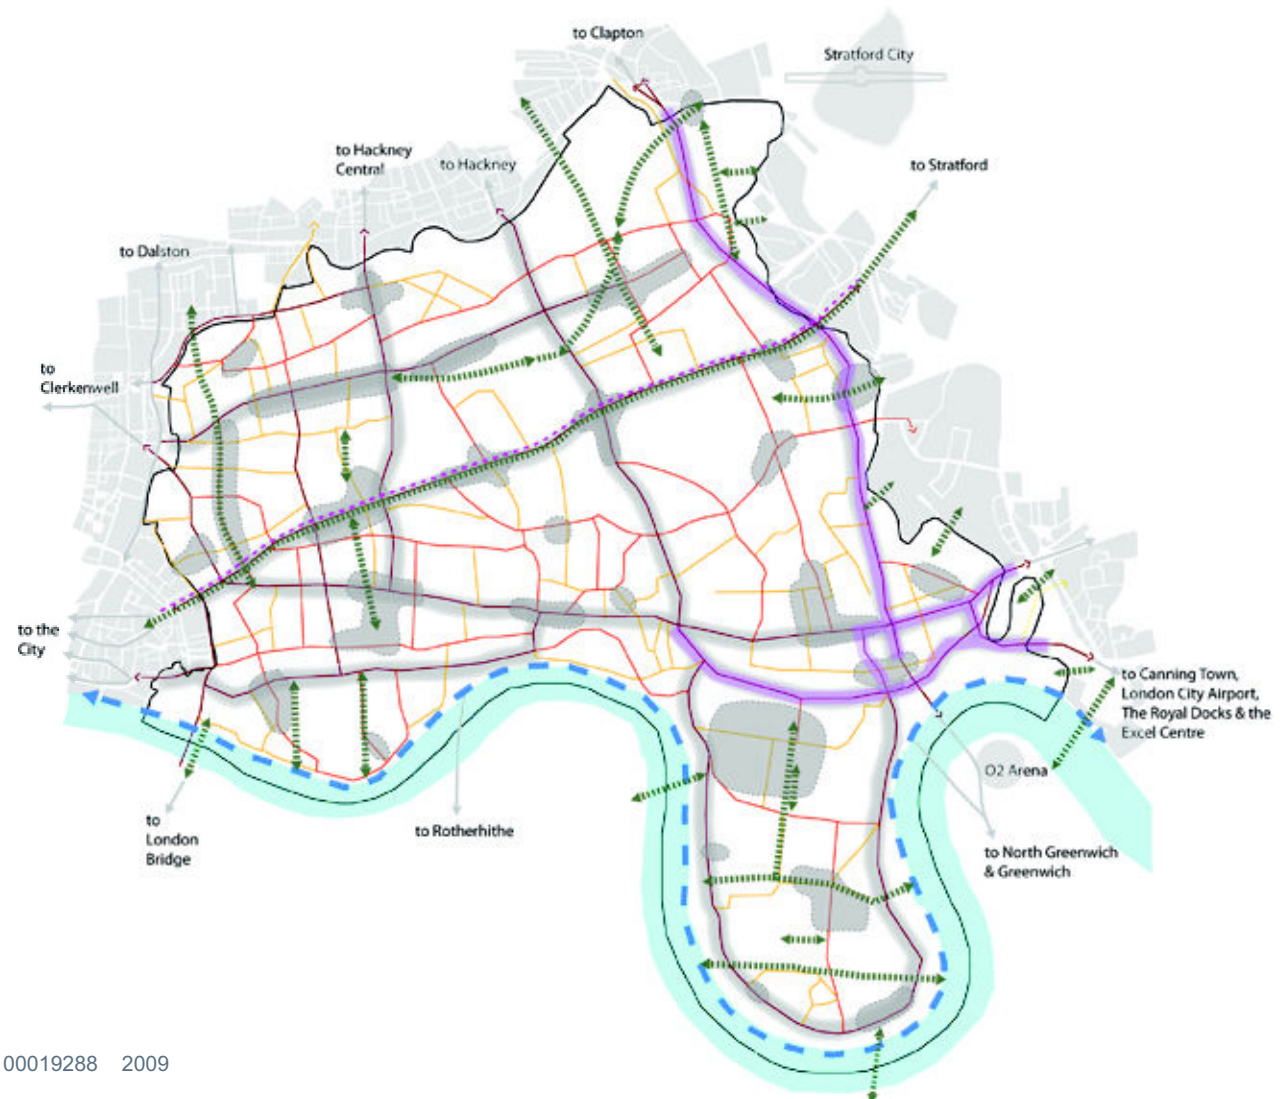 to Clapton
Stratford City
to Hackney
Central
to Hackney
to Stratford
to Dalston
to
Clerkenwell
to the
City
to Canning Town,
London City Airport,
The Royal Docks & the
Excel Centre
O2 Arena
to
London
Bridge
to Rotherhithe
to North Greenwich
& Greenwich
00019288 2009